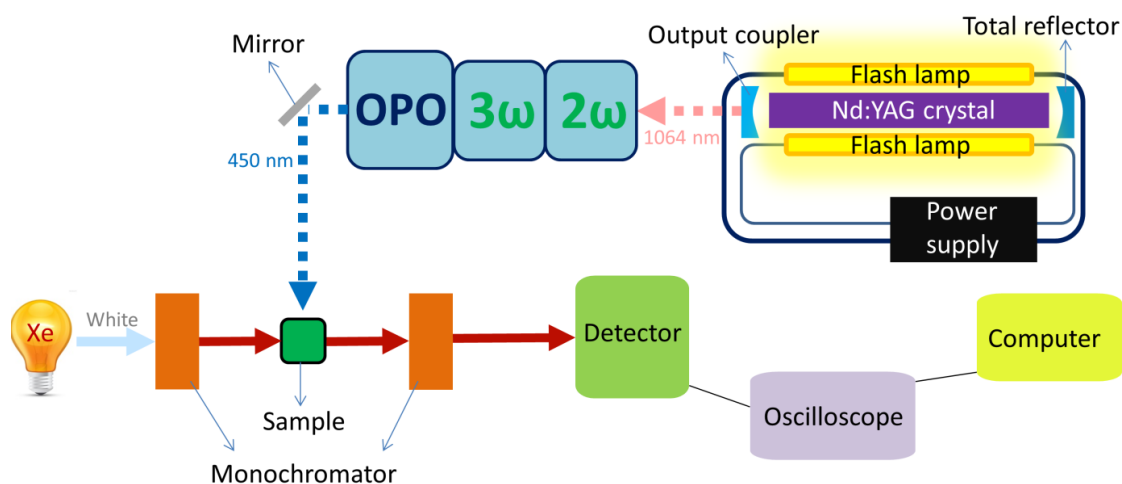 Mirror
Output coupler
Total reflector
Flash lamp
OPO
3ω
2ω
1064 nm
Nd:YAG crystal
Flash lamp
450 nm
Power
supply
Xe
White
Detector
Computer
Sample
Oscilloscope
Monochromator